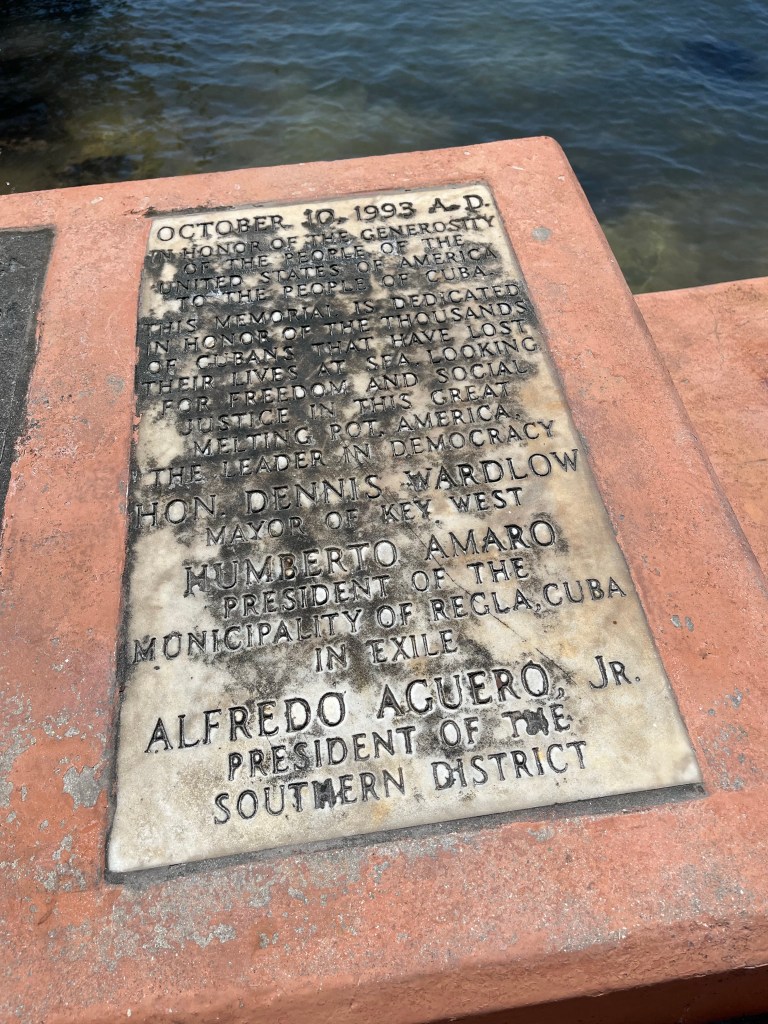 OCTOBER 10, 1993 A.D.
IN HONOR OF THE GENEROSITY
OF THE PEOPLE OF THE
UNITED STATES OF AMERICA
TO THE PEOPLE OF CUBA
THIS MEMORIAL IS DEDICATED
IN HONOR OF THE THOUSANDS
OF CUBANS THAT HAVE LOST
THEIR LIVES AT SEA LOOKING
FOR FREEDOM AND SOCIAL
JUSTICE IN THIS GREAT
MELTING POT, AMERICA,
THE LEADER IN DEMOCRACY
HON. DENNIS WARDLOW
MAYOR OF KEY WEST
HUMBERTO AMARO
PRESIDENT OF THE
MUNICIPALITY OF REGLA, CUBA
IN EXILE
ALFREDO AGUERO, JR.
PRESIDENT OF THE
SOUTHERN DISTRICT